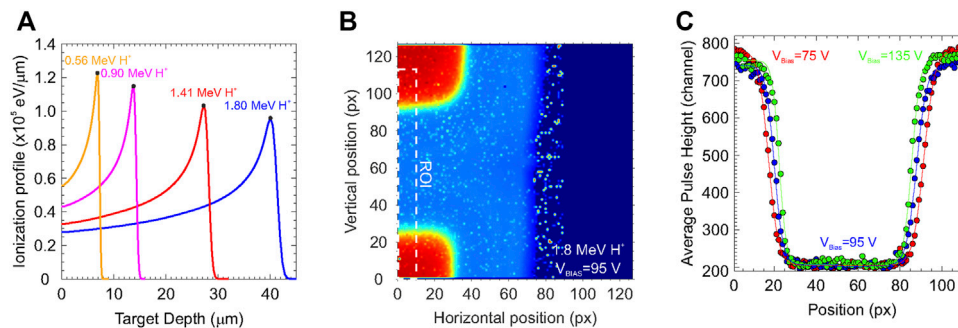 A
Ionization profile (x10⁵ eV/μm)
1.4
1.2
1.0
0.8
0.6
0.4
0.2
0
0.56 MeV H⁺
0.90 MeV H⁺
1.41 MeV H⁺
1.80 MeV H⁺
0 10 20 30 40
Target Depth (μm)
B
Vertical position (px)
120
100
80
60
40
20
0
ROI
1.8 MeV H⁺
V_BIAS=95 V
0 20 40 60 80 100 120
Horizontal position (px)
C
Average Pulse Height (channel)
800
700
600
500
400
300
200
V_Bias=75 V
V_Bias=135 V
V_Bias=95 V
0 20 40 60 80 100
Position (px)